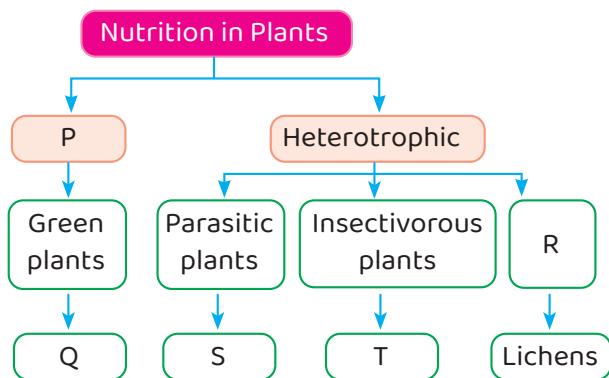 Nutrition in Plants
P
Heterotrophic
Green
plants
Parasitic
plants
Insectivorous
plants
R
Q
S
T
Lichens